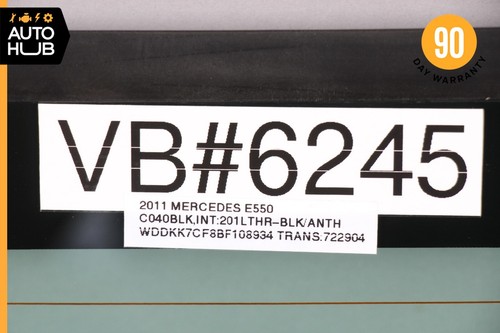 AUTO
HUB
90
DAY WARRANTY
VB#6245
2011 MERCEDES E550
C040BLK,INT:201LTHR-BLK/ANTH
WDDKK7CF8BF108934 TRANS.722904